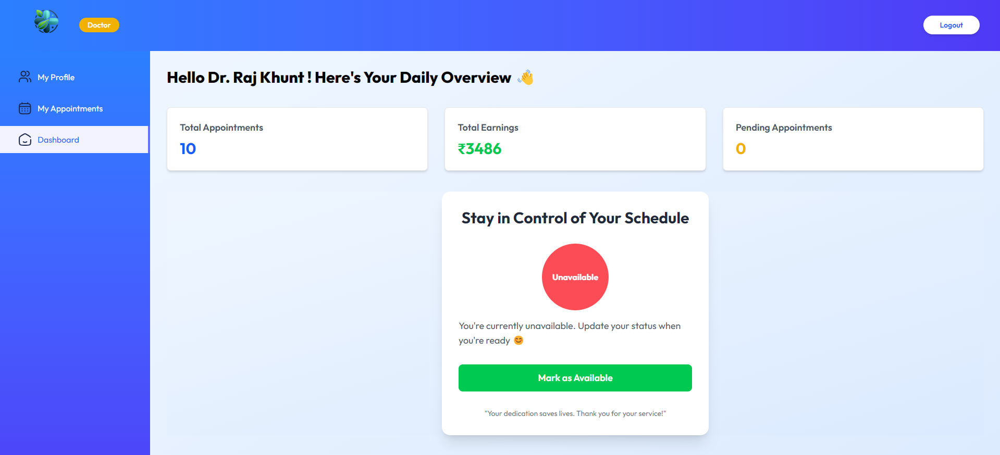 Doctor
Logout
My Profile
My Appointments
Dashboard
Hello Dr. Raj Khunt ! Here's Your Daily Overview 👋
Total Appointments
10
Total Earnings
₹3486
Pending Appointments
0
Stay in Control of Your Schedule
Unavailable
You're currently unavailable. Update your status when
you're ready 😊
Mark as Available
"Your dedication saves lives. Thank you for your service!"